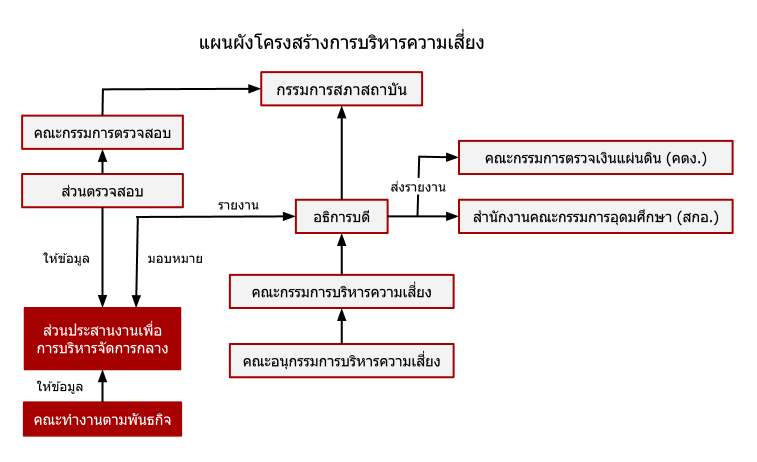 แผนผังโครงสร้างการบริหารความเสี่ยง
กรรมการสภาสถาบัน
คณะกรรมการตรวจสอบ
คณะกรรมการตรวจเงินแผ่นดิน (คตง.)
ส่วนตรวจสอบ
ส่งรายงาน
รายงาน
อธิการบดี
สำนักงานคณะกรรมการอุดมศึกษา (สกอ.)
ให้ข้อมูล
มอบหมาย
คณะกรรมการบริหารความเสี่ยง
ส่วนประสานงานเพื่อ
การบริหารจัดการกลาง
คณะอนุกรรมการบริหารความเสี่ยง
ให้ข้อมูล
คณะทำงานตามพันธกิจ